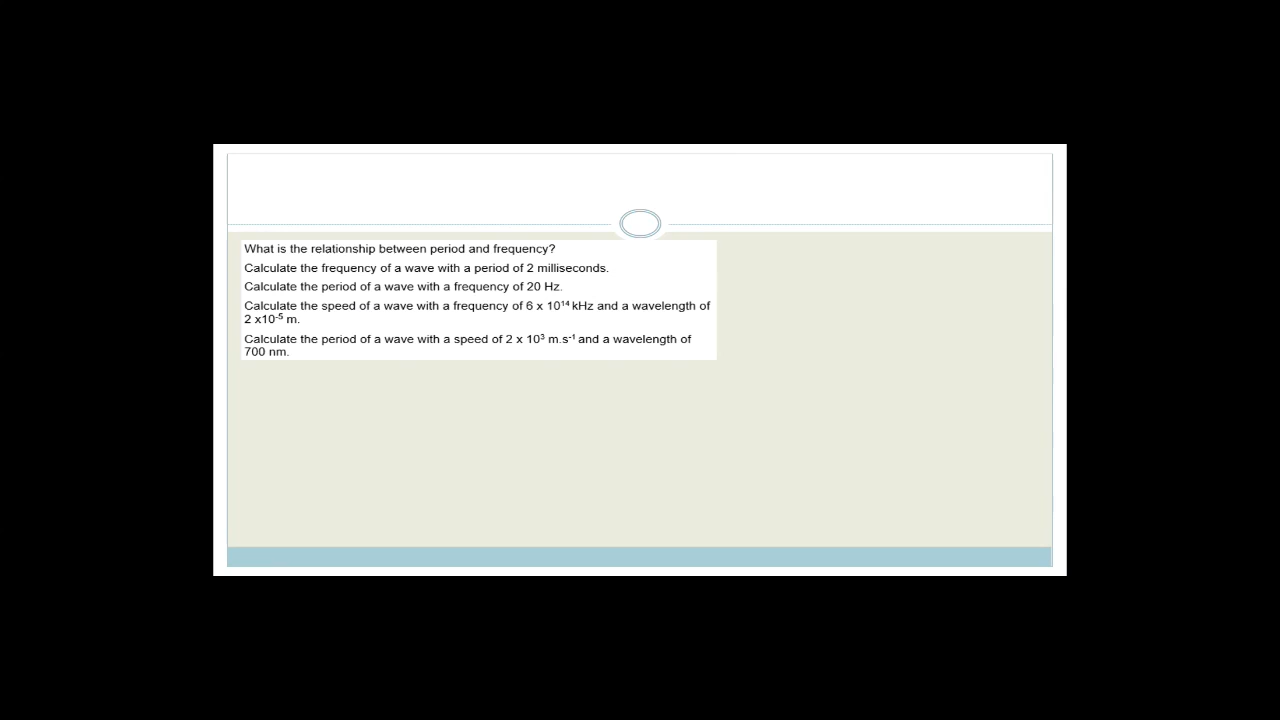 What is the relationship between period and frequency?
Calculate the frequency of a wave with a period of 2 milliseconds.
Calculate the period of a wave with a frequency of 20 Hz.
Calculate the speed of a wave with a frequency of 6 x 10¹⁴ kHz and a wavelength of
2 x10⁻⁵ m.
Calculate the period of a wave with a speed of 2 x 10³ m.s⁻¹ and a wavelength of
700 nm.